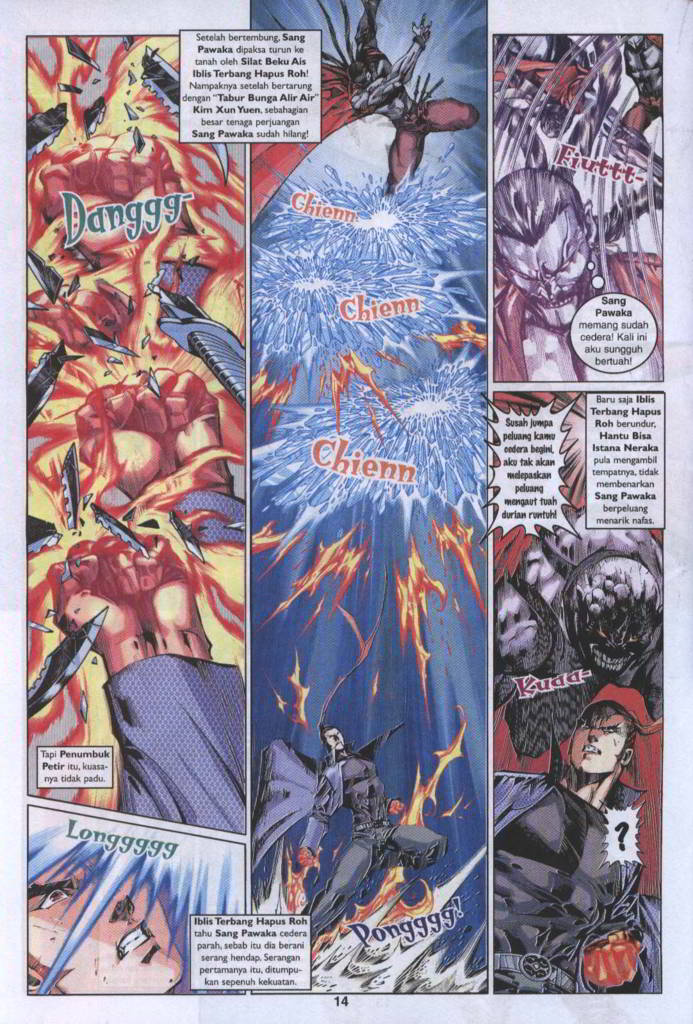 Setelah bertembung, Sang
Pawaka dipaksa turun ke
tanah oleh Silat Beku Ais
Iblis Terbang Hapus Roh!
Nampaknya setelah bertarung
dengan "Tabur Bunga Alir Air"
Kim Xun Yuen, sebahagian
besar tenaga perjuangan
Sang Pawaka sudah hilang!
Danggg-
Tapi Penumbuk
Petir itu, kuasa-
nya tidak padu.
Longgggg
Iblis Terbang Hapus Roh
tahu Sang Pawaka cedera
parah, sebab itu dia berani
serang hendap. Serangan
pertamanya itu, ditumpu-
kan sepenuh kekuatan.
Chienn
Chienn
Chienn
Pongggg!
Fiuttt-
Sang
Pawaka
memang sudah
cedera! Kali ini
aku sungguh
bertuah!
Susah jumpa
peluang kamu
cedera begini,
aku tak akan
melepaskan
peluang
mengaut tuah
durian runtuh!
Baru saja Iblis
Terbang Hapus
Roh berundur,
Hantu Bisa
Istana Neraka
pula mengambil
tempatnya, tidak
membenarkan
Sang Pawaka
berpeluang
menarik nafas.
Kuaa-
?
14